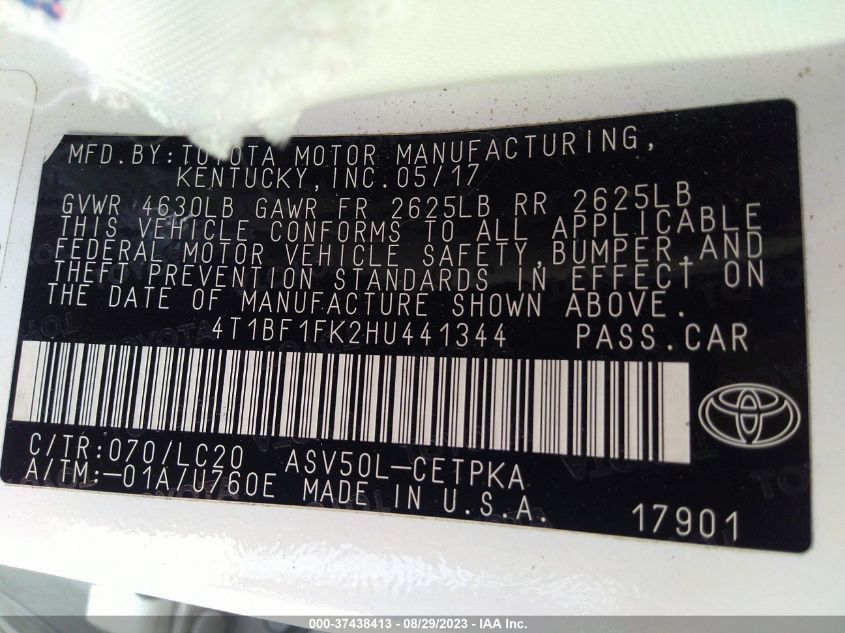 MFD.BY:TOYOTA MOTOR MANUFACTURING,
KENTUCKY,INC.05/17
GVWR 4630LB GAWR FR 2625LB RR 2625LB
THIS VEHICLE CONFORMS TO ALL APPLICABLE
FEDERAL MOTOR VEHICLE SAFETY,BUMPER,AND
THEFT PREVENTION STANDARDS IN EFFECT ON
THE DATE OF MANUFACTURE SHOWN ABOVE.
4T1BF1FK2HU441344 PASS.CAR
C/TR:070/LC20 ASV50L-CETPKA
A/TM:-01A/U760E MADE IN U.S.A. 17901
000-37438413 - 08/29/2023 - IAA Inc.